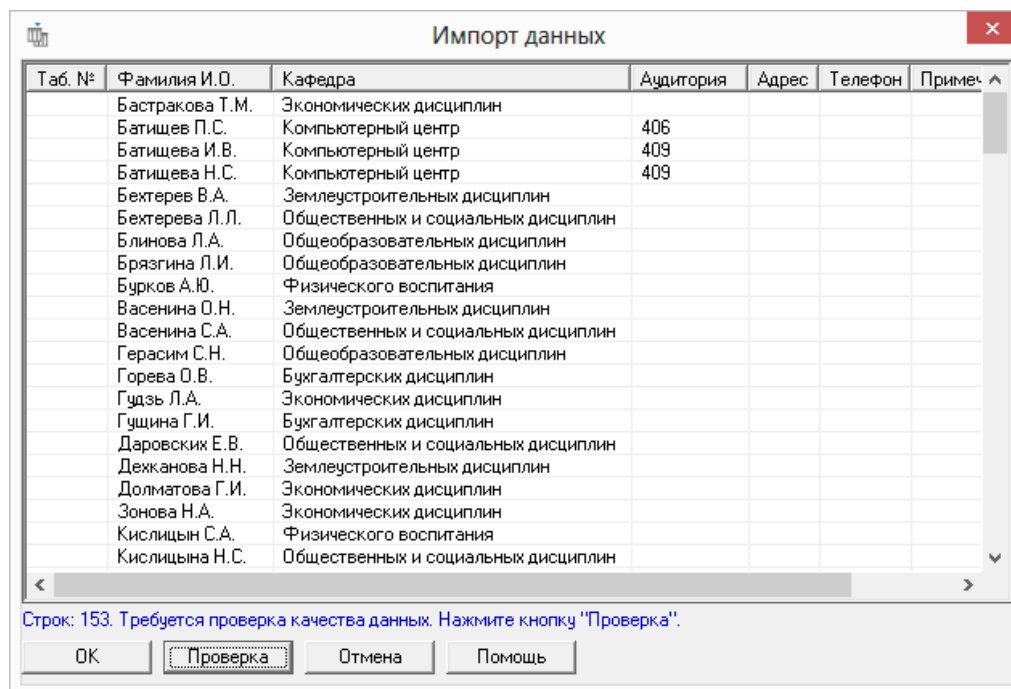 Импорт данных
Таб. № Фамилия И.О. Кафедра Аудитория Адрес Телефон Примеч
Бастракова Т.М. Экономических дисциплин
Батищев П.С. Компьютерный центр 406
Батищева И.В. Компьютерный центр 409
Батищева Н.С. Компьютерный центр 409
Бехтерев В.А. Землеустроительных дисциплин
Бехтерева Л.Л. Общественных и социальных дисциплин
Блинова Л.А. Общеобразовательных дисциплин
Брязгина Л.И. Общеобразовательных дисциплин
Бурков А.Ю. Физического воспитания
Васенина О.Н. Землеустроительных дисциплин
Васенина С.А. Общественных и социальных дисциплин
Герасим С.Н. Общеобразовательных дисциплин
Горева О.В. Бухгалтерских дисциплин
Гудзь Л.А. Экономических дисциплин
Гущина Г.И. Бухгалтерских дисциплин
Даровских Е.В. Общественных и социальных дисциплин
Дехканова Н.Н. Землеустроительных дисциплин
Долматова Г.И. Экономических дисциплин
Зонова Н.А. Экономических дисциплин
Кислицын С.А. Физического воспитания
Кислицына Н.С. Общественных и социальных дисциплин
Строк: 153. Требуется проверка качества данных. Нажмите кнопку "Проверка".
OK Проверка Отмена Помощь